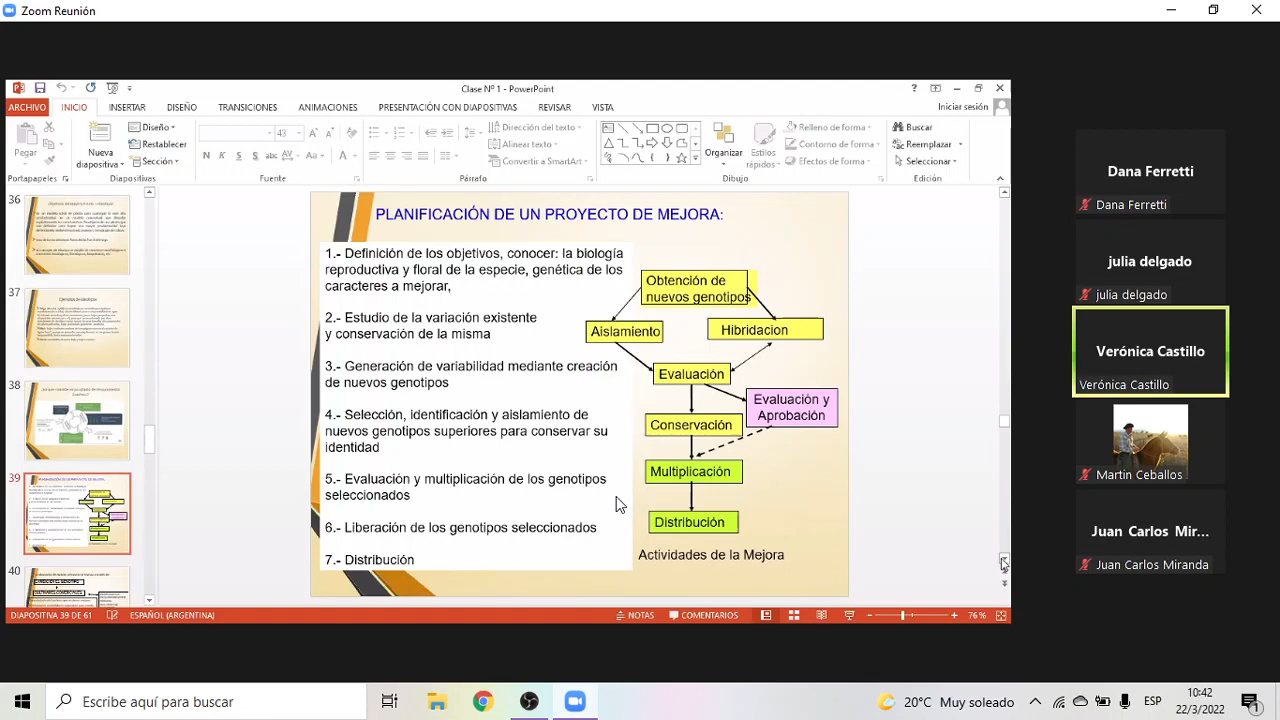 Zoom Reunión
Clase Nº 1 - PowerPoint
ARCHIVO INICIO INSERTAR DISEÑO TRANSICIONES ANIMACIONES PRESENTACIÓN CON DIAPOSITIVAS REVISAR VISTA
Iniciar sesión
Pegar
Nueva
diapositiva
Diseño
Restablecer
Sección
43
Dirección del texto
Alinear texto
Convertir a SmartArt
Organizar
Estilos
rápidos
Relleno de forma
Contorno de forma
Efectos de forma
Buscar
Reemplazar
Seleccionar
Portapapeles
Diapositivas
Fuente
Párrafo
Dibujo
Edición
36
37
38
39
40
PLANIFICACIÓN DE UN PROYECTO DE MEJORA:
1.- Definición de los objetivos, conocer: la biología
reproductiva y floral de la especie, genética de los
caracteres a mejorar,
2.- Estudio de la variación existente
y conservación de la misma
3.- Generación de variabilidad mediante creación
de nuevos genotipos
4.- Selección, identificación y aislamiento de
nuevos genotipos superiores para conservar su
identidad
5.- Evaluación y multiplicación de los genotipos
seleccionados
6.- Liberación de los genotipos seleccionados
7.- Distribución
Obtención de
nuevos genotipos
Aislamiento
Hibridacion
Evaluación
Evaluación y
Aprobación
Conservación
Multiplicación
Distribución
Actividades de la Mejora
DIAPOSITIVA 39 DE 61
ESPAÑOL (ARGENTINA)
NOTAS
COMENTARIOS
76 %
Dana Ferretti
Dana Ferretti
julia delgado
julia delgado
Verónica Castillo
Verónica Castillo
Martin Ceballos
Juan Carlos Mir...
Juan Carlos Miranda
Escribe aquí para buscar
20°C Muy soleado
ESP
10:42
22/3/2022
1